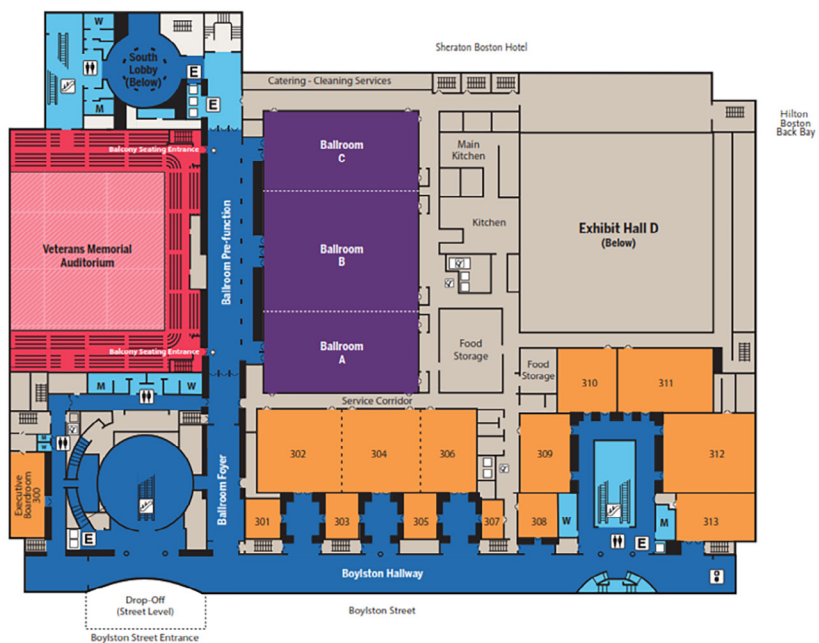 Sheraton Boston Hotel
W
South
Lobby
(Below)
E
M
E
Catering - Cleaning Services
Hilton
Boston
Back Bay
Balcony Seating Entrance
Ballroom
C
Main
Kitchen
Kitchen
Exhibit Hall D
(Below)
Veterans Memorial
Auditorium
Ballroom Pre-function
Ballroom
B
Balcony Seating Entrance
Ballroom
A
Food
Storage
Food
Storage
M
W
310
311
Service Corridor
302
304
306
309
312
Executive
Boardroom
300
Ballroom Foyer
301
303
305
307
308
W
M
313
E
E
Boylston Hallway
Drop-Off
(Street Level)
Boylston Street
Boylston Street Entrance